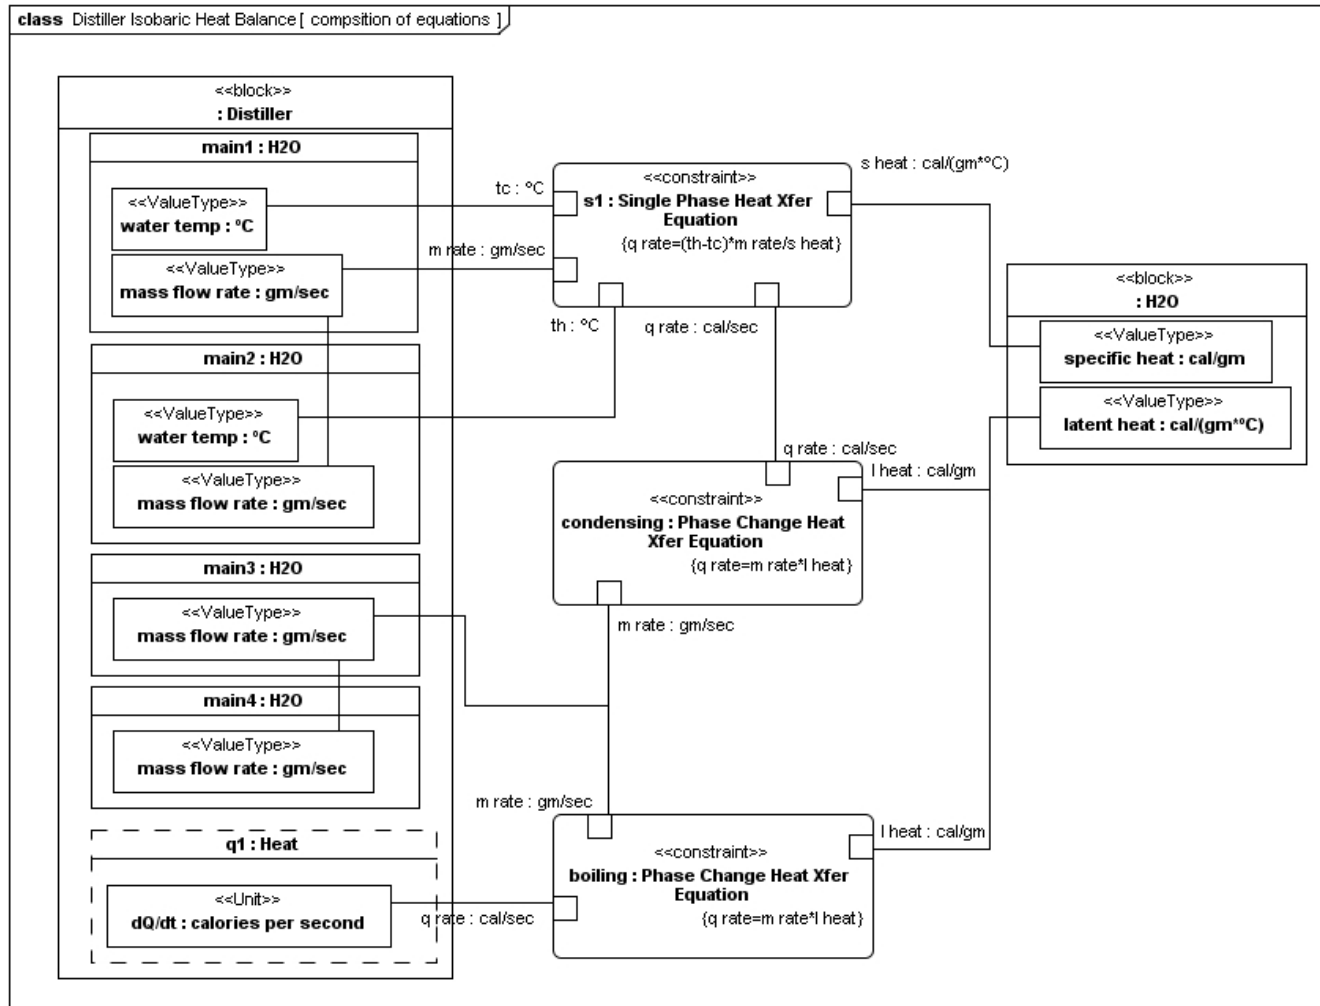 class Distiller Isobaric Heat Balance [ compsition of equations ]
<<block>>
: Distiller
main1 : H2O
<<ValueType>>
water temp : ºC
<<ValueType>>
mass flow rate : gm/sec
main2 : H2O
<<ValueType>>
water temp : ºC
<<ValueType>>
mass flow rate : gm/sec
main3 : H2O
<<ValueType>>
mass flow rate : gm/sec
main4 : H2O
<<ValueType>>
mass flow rate : gm/sec
q1 : Heat
<<Unit>>
dQ/dt : calories per second
tc : ºC
m rate : gm/sec
th : ºC
q rate : cal/sec
s heat : cal/(gm*ºC)
<<constraint>>
s1 : Single Phase Heat Xfer
Equation
{q rate=(th-tc)*m rate/s heat}
q rate : cal/sec
l heat : cal/gm
<<constraint>>
condensing : Phase Change Heat
Xfer Equation
{q rate=m rate*l heat}
m rate : gm/sec
m rate : gm/sec
l heat : cal/gm
<<constraint>>
boiling : Phase Change Heat Xfer
Equation
{q rate=m rate*l heat}
q rate : cal/sec
<<block>>
: H2O
<<ValueType>>
specific heat : cal/gm
<<ValueType>>
latent heat : cal/(gm*ºC)